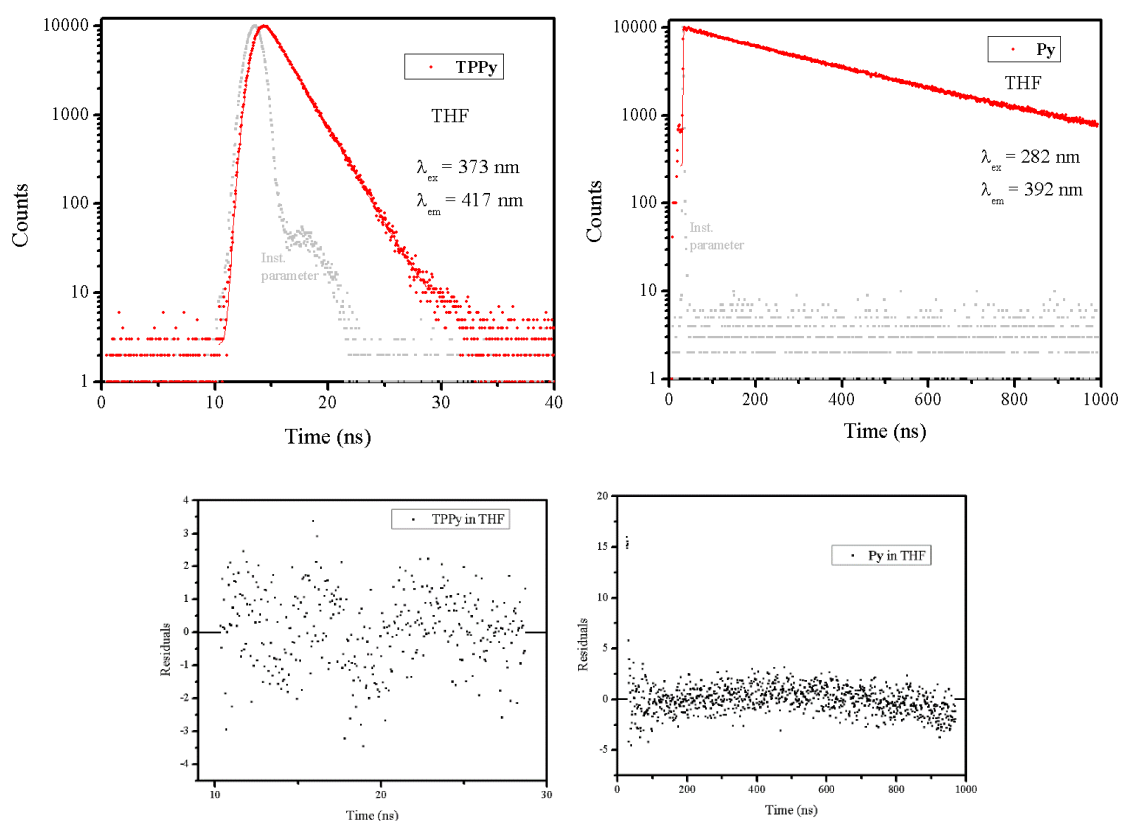 10000
1000
100
10
1
Counts
TPPy
THF
λex = 373 nm
λem = 417 nm
Inst.
parameter
0
10
20
30
40
Time (ns)
10000
1000
100
10
1
Counts
Py
THF
λex = 282 nm
λem = 392 nm
Inst.
parameter
0
200
400
600
800
1000
Time (ns)
4
3
2
1
0
-1
-2
-3
-4
Residuals
TPPy in THF
10
20
30
Time (ns)
20
15
10
5
0
-5
Residuals
Py in THF
0
200
400
600
800
1000
Time (ns)